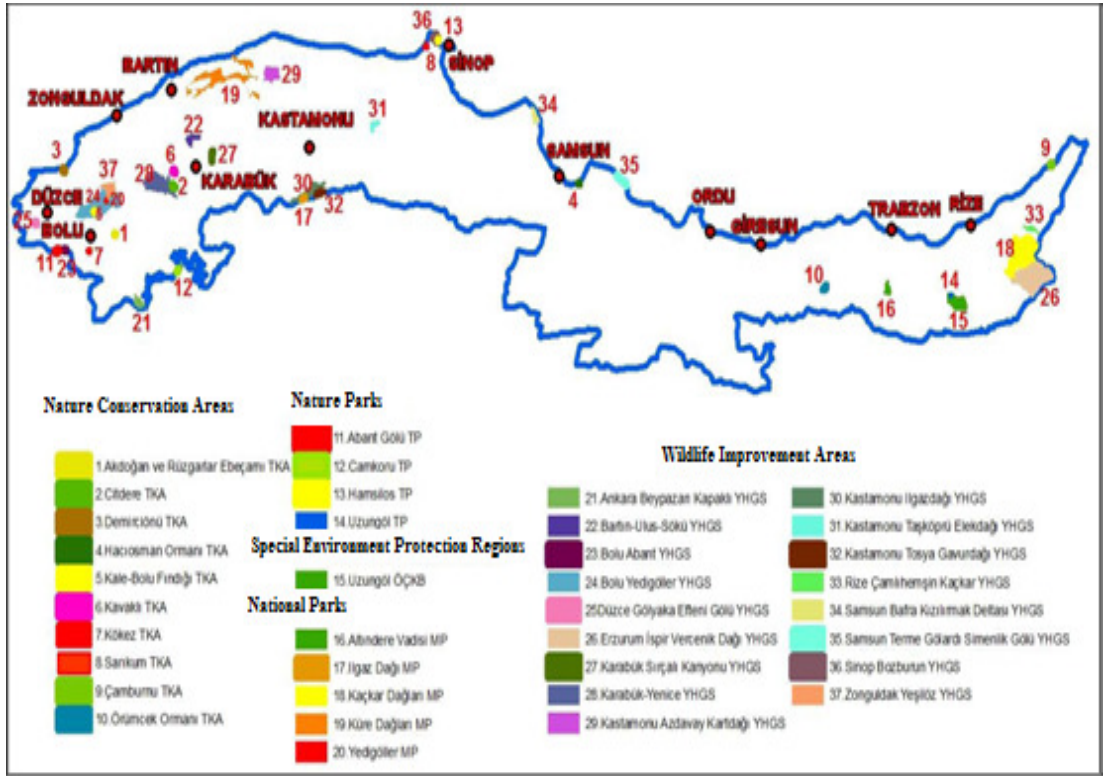 36 13
8 SİNOP
BARTIN
29
19
ZONGULDAK
34
31
KASTAMONU
22
SAMSUN
35
9
3
6
27
37
28
2
KARABÜK
30
4
DÜZCE
24
20
17
32
ORDU
TRABZON
RİZE
25
BOLU
1
GİRESUN
33
18
11
7
12
10
16
14
15
26
21
Nature Conservation Areas
1.Akdoğan ve Rüzgarlar Ebeçamı TKA
2.Citdere TKA
3.Demirciönü TKA
4.Hacıosman Ormanı TKA
5.Kale-Bolu Fındığı TKA
6.Kavaklı TKA
7.Kökez TKA
8.Sarıkum TKA
9.Çamburnu TKA
10.Örümcek Ormanı TKA
Nature Parks
11.Abant Gölü TP
12.Camkoru TP
13.Hamsilos TP
14.Uzungöl TP
Special Environment Protection Regions
15.Uzungöl ÖÇKB
National Parks
16.Altındere Vadisi MP
17.Ilgaz Dağı MP
18.Kaçkar Dağları MP
19.Küre Dağları MP
20.Yedigöller MP
Wildlife Improvement Areas
21.Ankara Beypazarı Kapaklı YHGS
22.Bartın-Ulus-Sökü YHGS
23.Bolu Abant YHGS
24.Bolu Yedigöller YHGS
25Düzce Gölyaka Efteni Gölü YHGS
26.Erzurum İspir Vercenik Dağı YHGS
27.Karabük Sırçalı Kanyonu YHGS
28.Karabük-Yenice YHGS
29.Kastamonu Azdavay Kartdağı YHGS
30.Kastamonu Ilgazdağı YHGS
31.Kastamonu Taşköprü Elekdağı YHGS
32.Kastamonu Tosya Gavurdağı YHGS
33.Rize Çamlıhemşin Kaçkar YHGS
34.Samsun Bafra Kızılırmak Deltası YHGS
35.Samsun Terme Gölardı Simenlik Gölü YHGS
36.Sinop Bozburun YHGS
37.Zonguldak Yeşilöz YHGS